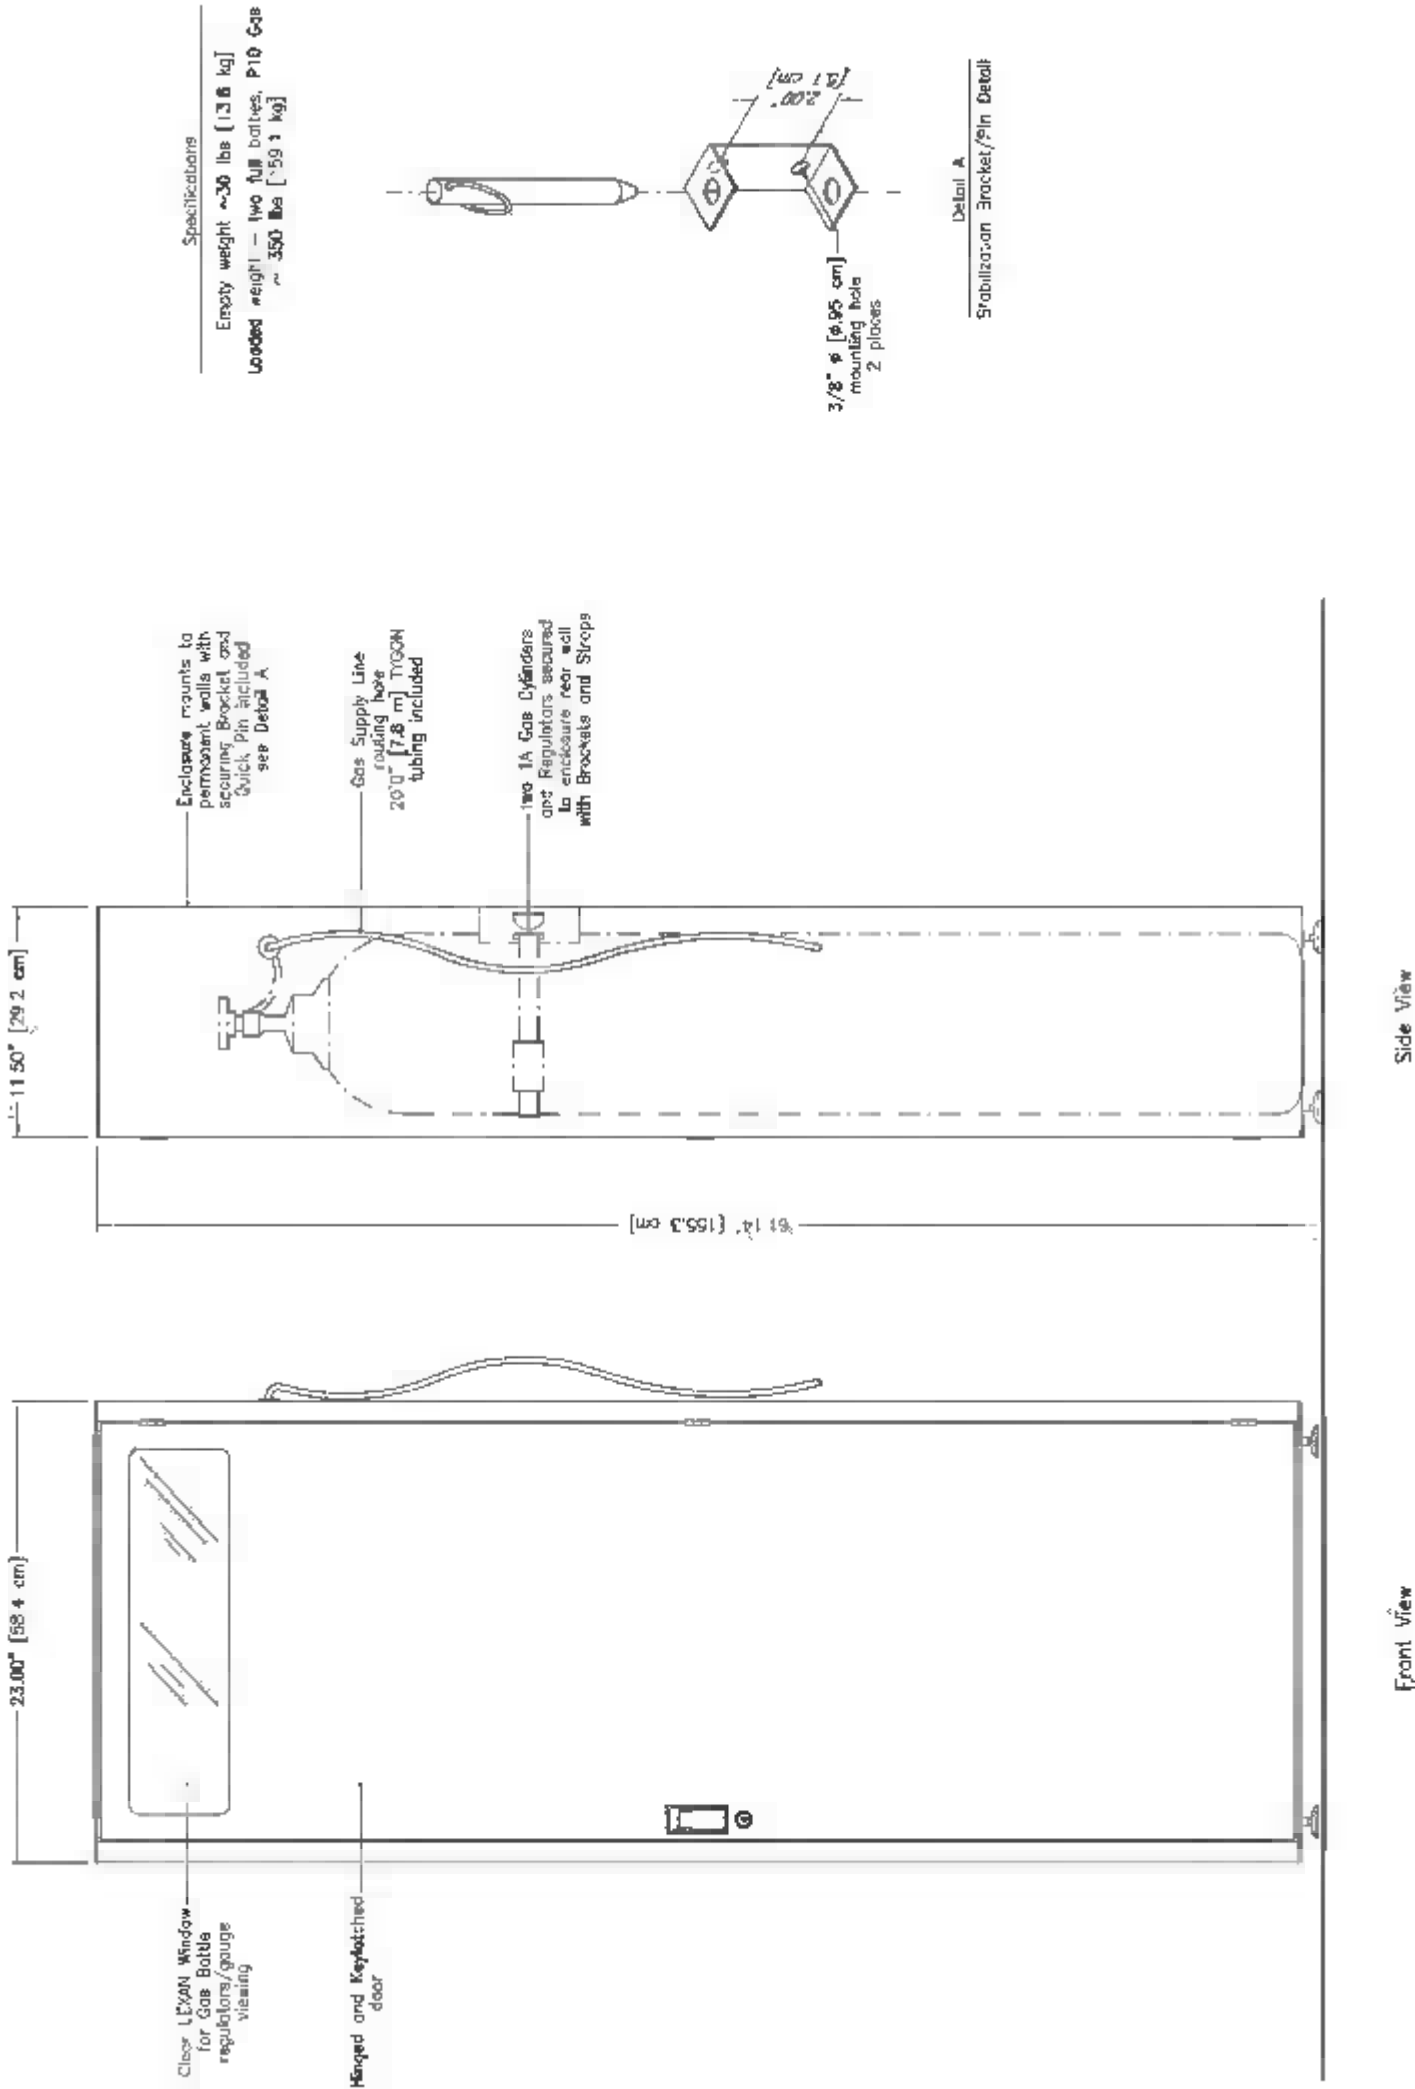 23.00" [58.4 cm]
Clear LEXAN Window
for Gas Bottle
regulators/gauge
viewing
Hinged and Keylatched
door
Front View
11.50" [29.2 cm]
[155.3 cm]
Enclosure mounts to
permanent walls with
securing Bracket and
Quick Pin included
see Detail A
Gas Supply Line
routing hole
20'0" [7.8 m] TYGON
tubing included
Two 1A Gas Cylinders
and Regulators secured
to enclosure rear wall
with Brackets and Straps
Side View
Specifications
Empty weight ~30 lbs [13.6 kg]
Loaded weight – two full bottles, P10 Gas
~ 350 lbs [159.1 kg]
2.00"
[5.1 cm]
3/8" ø [ø.95 cm]
mounting hole
2 places
Detail A
Stabilization Bracket/Pin Detail